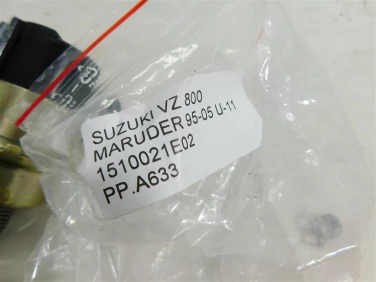 SUZUKI VZ 800
MARUDER 95-05 U-11
1510021E02
PP.A633